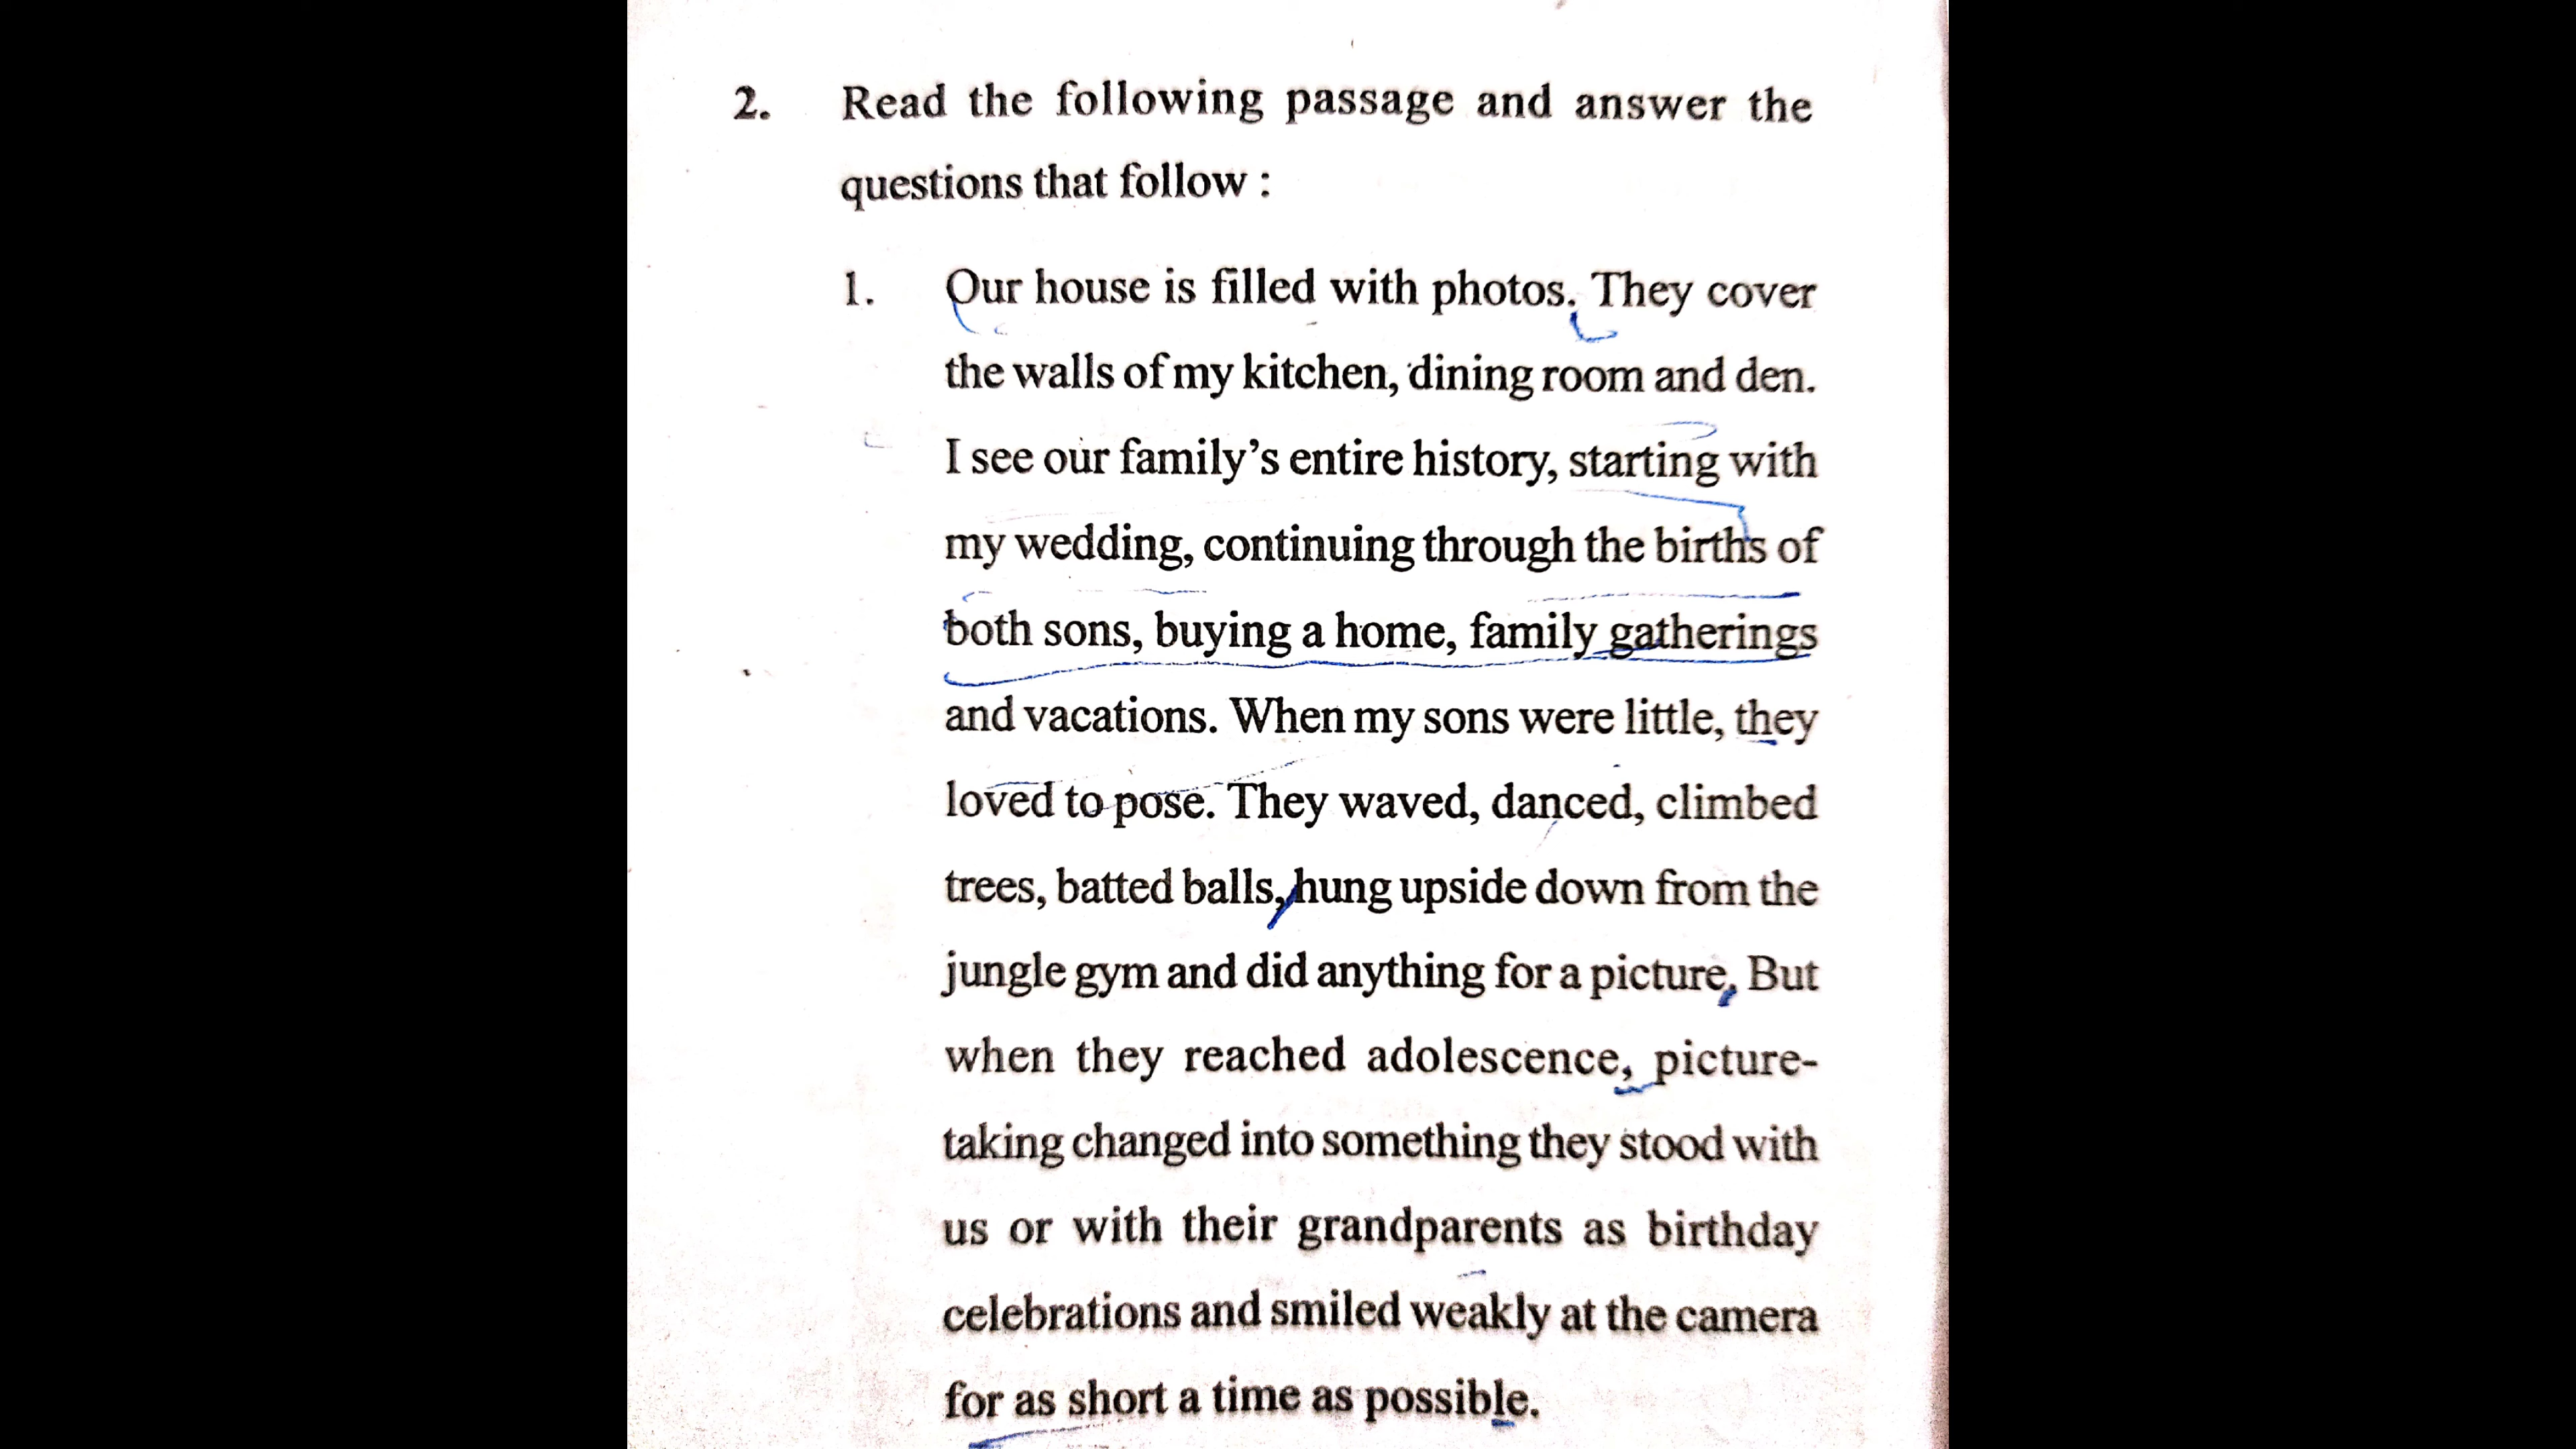 2. Read the following passage and answer the
questions that follow :
1. Our house is filled with photos. They cover
the walls of my kitchen, dining room and den.
I see our family’s entire history, starting with
my wedding, continuing through the births of
both sons, buying a home, family gatherings
and vacations. When my sons were little, they
loved to pose. They waved, danced, climbed
trees, batted balls, hung upside down from the
jungle gym and did anything for a picture. But
when they reached adolescence, picture-
taking changed into something they stood with
us or with their grandparents as birthday
celebrations and smiled weakly at the camera
for as short a time as possible.